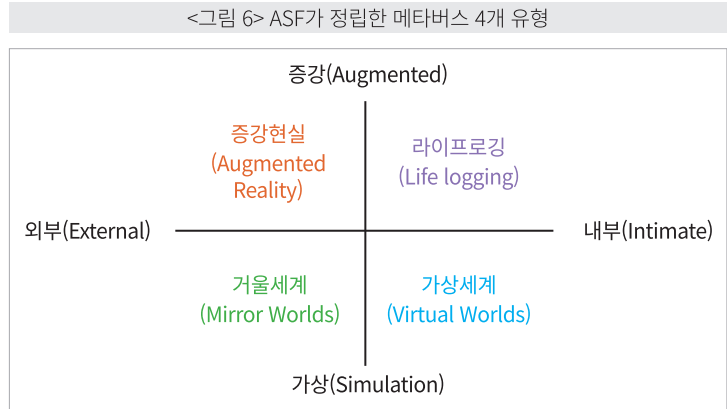 <그림 6> ASF가 정립한 메타버스 4개 유형
증강(Augmented)
증강현실
(Augmented
Reality)
라이프로깅
(Life logging)
외부(External)
내부(Intimate)
거울세계
(Mirror Worlds)
가상세계
(Virtual Worlds)
가상(Simulation)